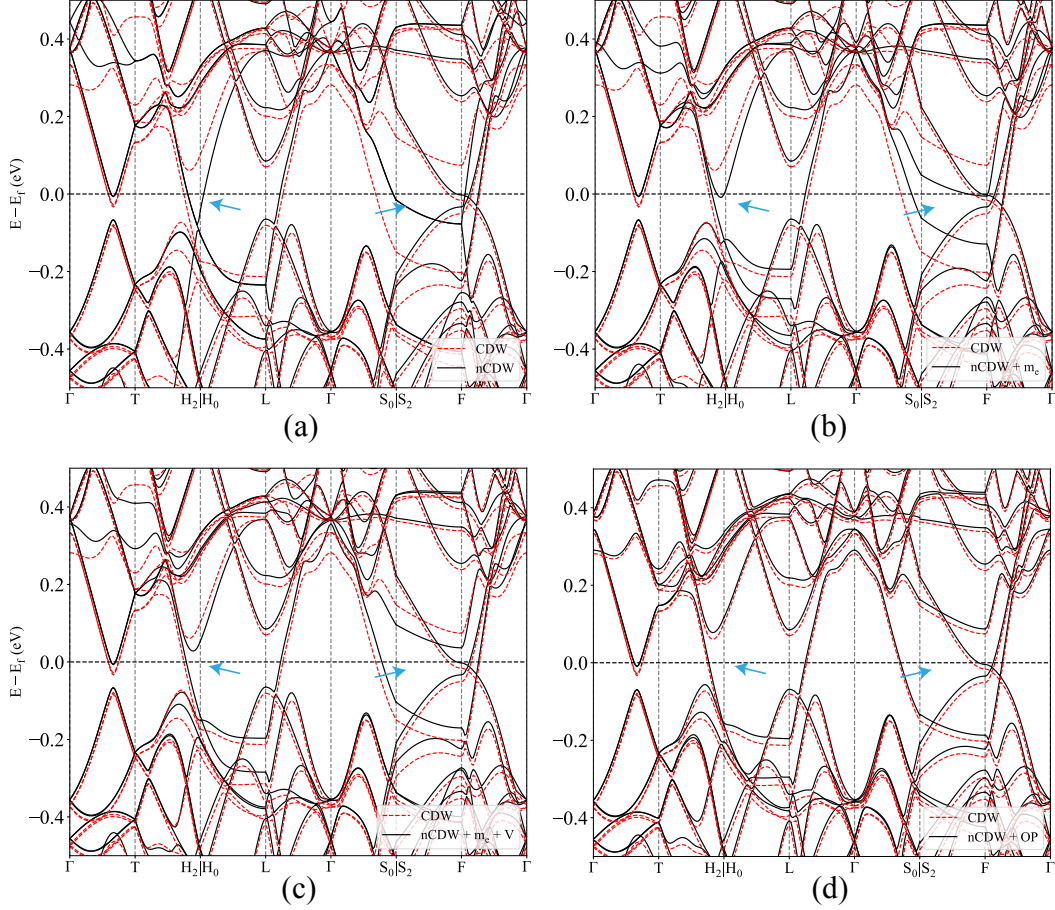 0.4
0.2
0.0
−0.2
−0.4
E − E_f (eV)
CDW
nCDW
Γ T H₂|H₀ L Γ S₀|S₂ F Γ
(a)
0.4
0.2
0.0
−0.2
−0.4
CDW
nCDW + mₑ
Γ T H₂|H₀ L Γ S₀|S₂ F Γ
(b)
0.4
0.2
0.0
−0.2
−0.4
E − E_f (eV)
CDW
nCDW + mₑ + V
Γ T H₂|H₀ L Γ S₀|S₂ F Γ
(c)
0.4
0.2
0.0
−0.2
−0.4
CDW
nCDW + OP
Γ T H₂|H₀ L Γ S₀|S₂ F Γ
(d)